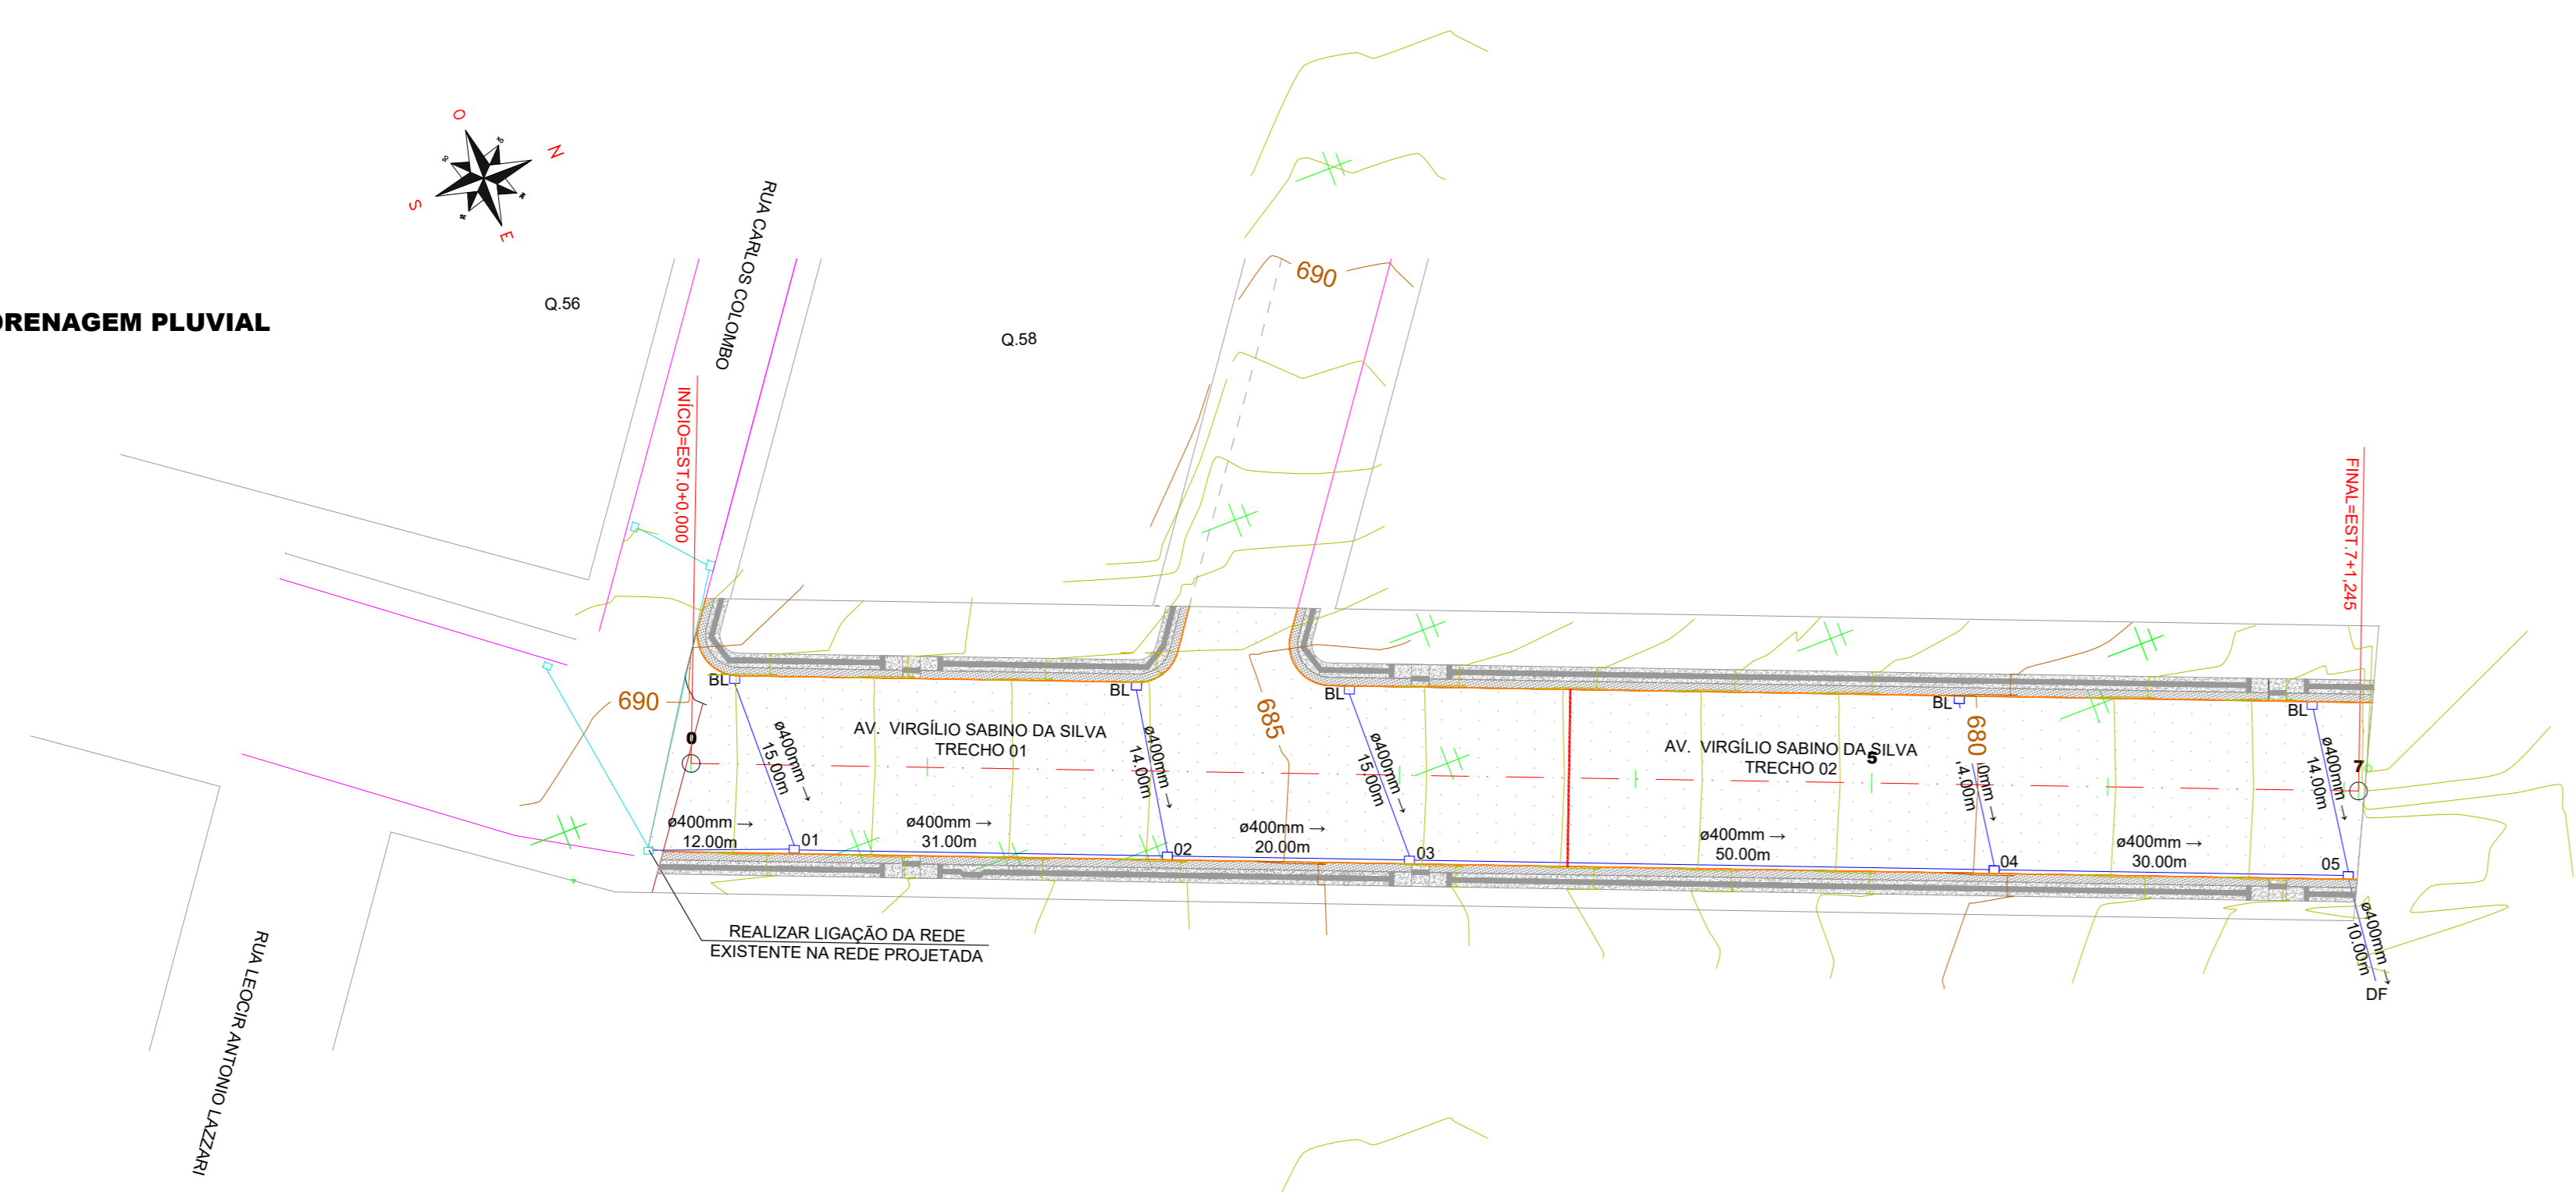 O
N
S
E
RUA CARLOS COLOMBO
Q.56
Q.58
DRENAGEM PLUVIAL
690
INÍCIO=EST.0+0,000
FINAL=EST.7+1,245
690
685
680
BL
BL
BL
BL
BL
0
5
7
AV. VIRGÍLIO SABINO DA SILVA
TRECHO 01
AV. VIRGÍLIO SABINO DA SILVA
TRECHO 02
ø400mm →
15.00m
ø400mm →
14.00m
ø400mm →
15.00m
ø400mm →
14.00m
ø400mm →
12.00m
01
ø400mm →
31.00m
02
ø400mm →
20.00m
03
ø400mm →
50.00m
04
ø400mm →
30.00m
05
ø400mm →
10.00m
DF
REALIZAR LIGAÇÃO DA REDE
EXISTENTE NA REDE PROJETADA
RUA LEOCIR ANTONIO LAZZARI